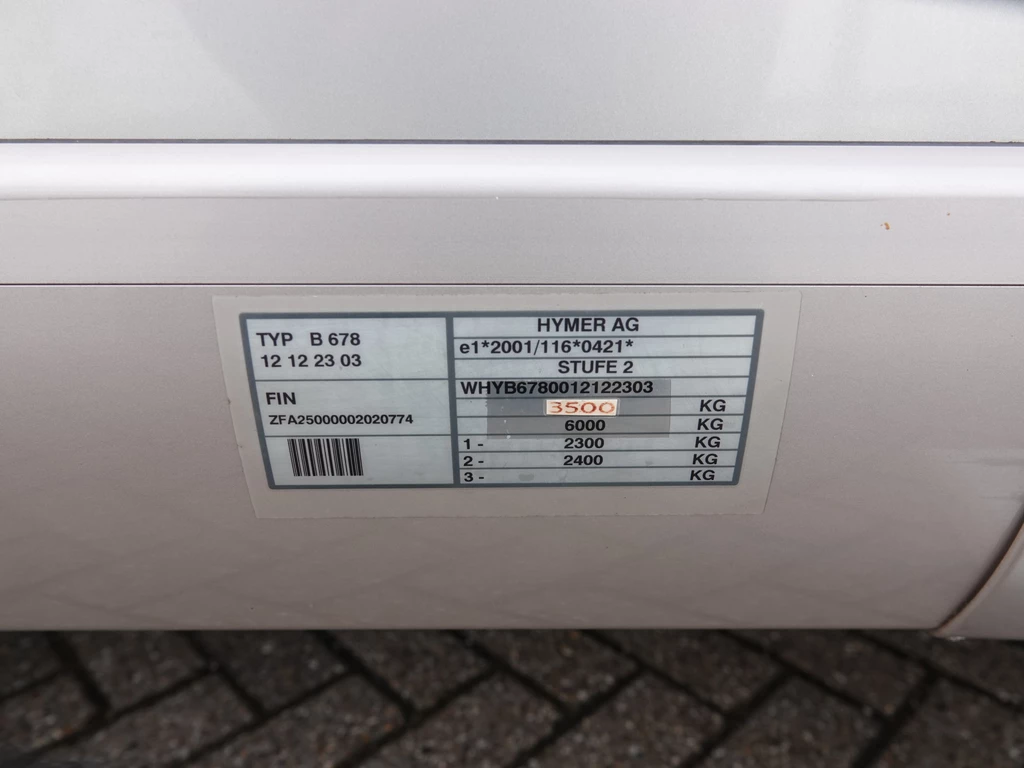 TYP B 678
12 12 23 03
FIN
ZFA25000002020774
HYMER AG
e1*2001/116*0421*
STUFE 2
WHYB6780012122303
3500 KG
6000 KG
1 - 2300 KG
2 - 2400 KG
3 - KG